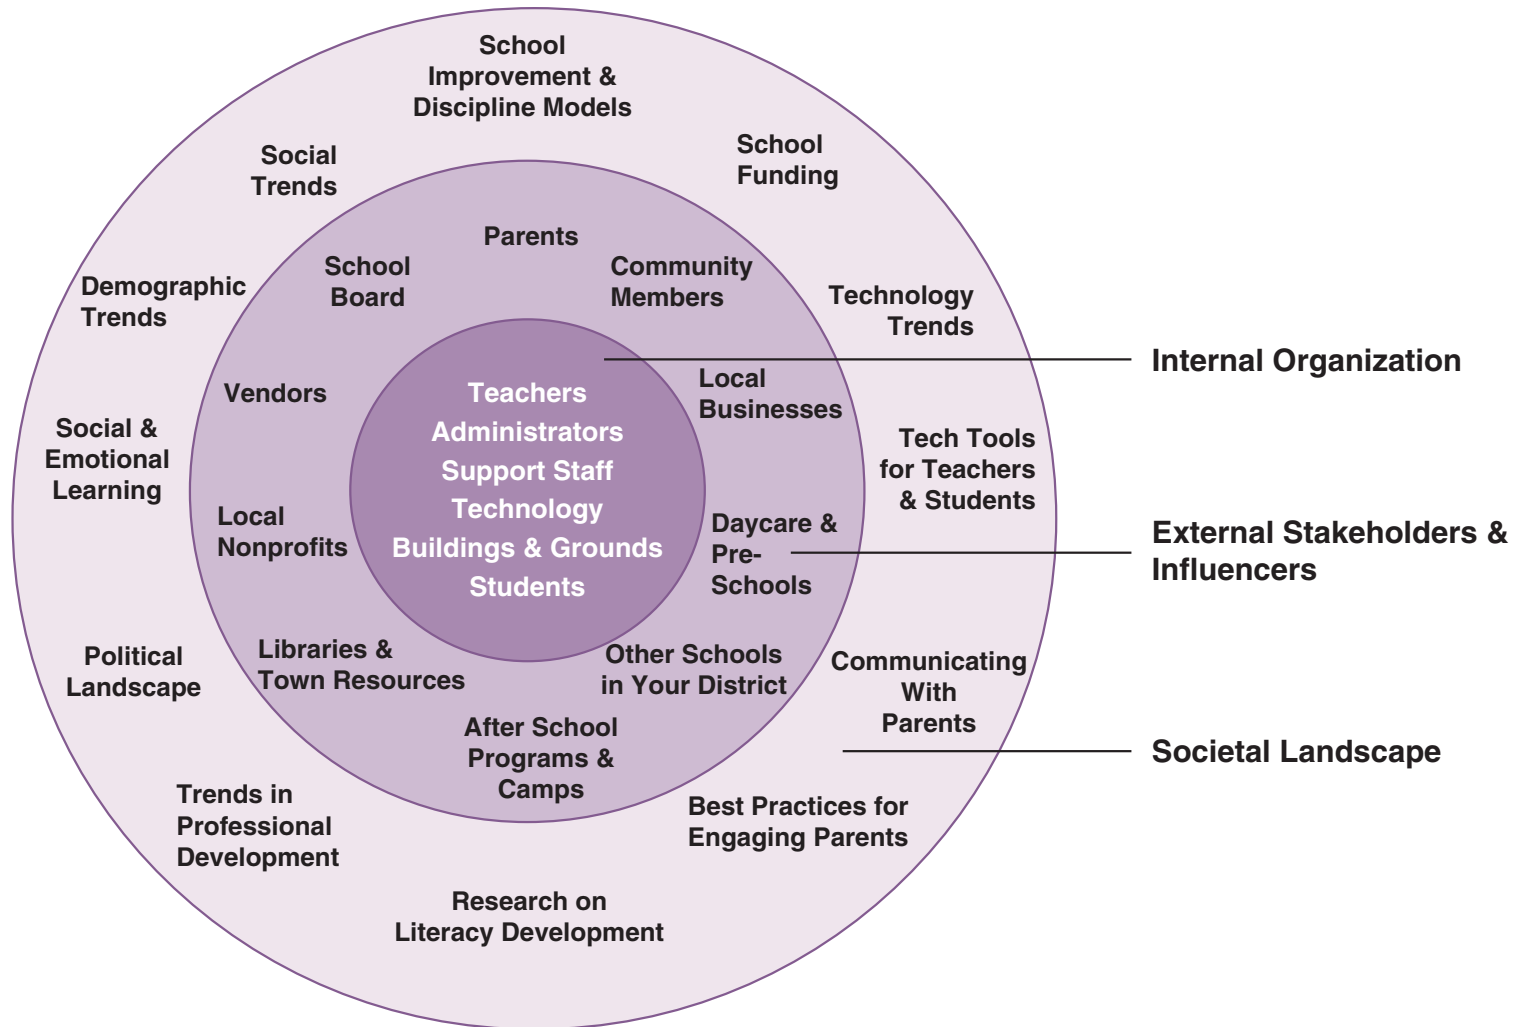 School
Improvement &
Discipline Models
Social
Trends
School
Funding
Demographic
Trends
Technology
Trends
Social &
Emotional
Learning
Tech Tools
for Teachers
& Students
Political
Landscape
Communicating
With
Parents
Trends in
Professional
Development
Best Practices for
Engaging Parents
Research on
Literacy Development
Parents
School
Board
Community
Members
Vendors
Local
Businesses
Local
Nonprofits
Daycare &
Pre-
Schools
Libraries &
Town Resources
Other Schools
in Your District
After School
Programs &
Camps
Teachers
Administrators
Support Staff
Technology
Buildings & Grounds
Students
Internal Organization
External Stakeholders &
Influencers
Societal Landscape